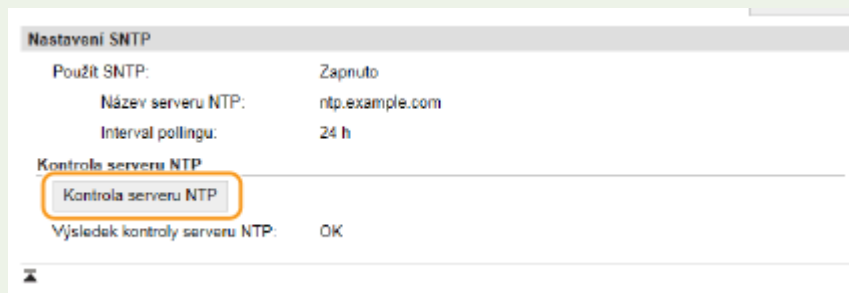 Nastavení SNTP
Použít SNTP: Zapnuto
Název serveru NTP: ntp.example.com
Interval pollingu: 24 h
Kontrola serveru NTP
Kontrola serveru NTP
Výsledek kontroly serveru NTP: OK